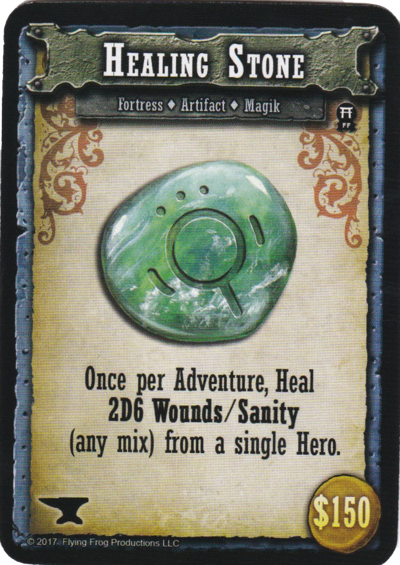 Healing Stone
Fortress ◆ Artifact ◆ Magik
FF
Once per Adventure, Heal
2D6 Wounds/Sanity
(any mix) from a single Hero.
$150
© 2017 Flying Frog Productions LLC